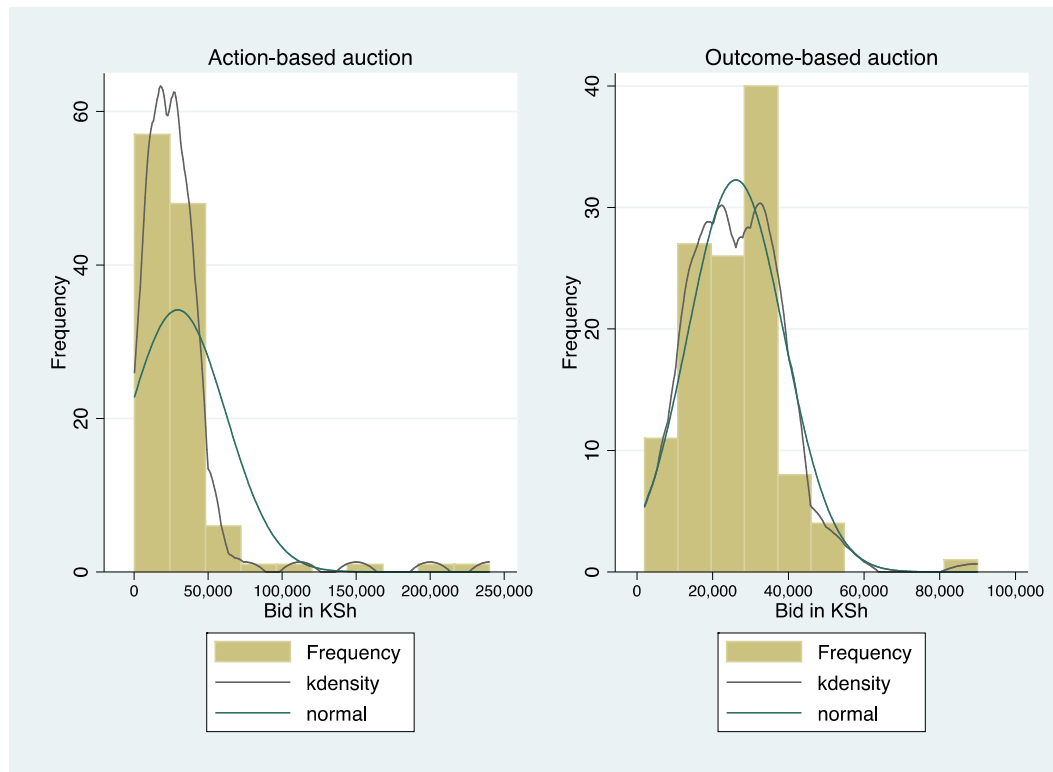 Action-based auction
Frequency
60
40
20
0
0 50,000 100,000 150,000 200,000 250,000
Bid in KSh
Frequency
kdensity
normal
Outcome-based auction
Frequency
40
30
20
10
0
0 20,000 40,000 60,000 80,000 100,000
Bid in KSh
Frequency
kdensity
normal